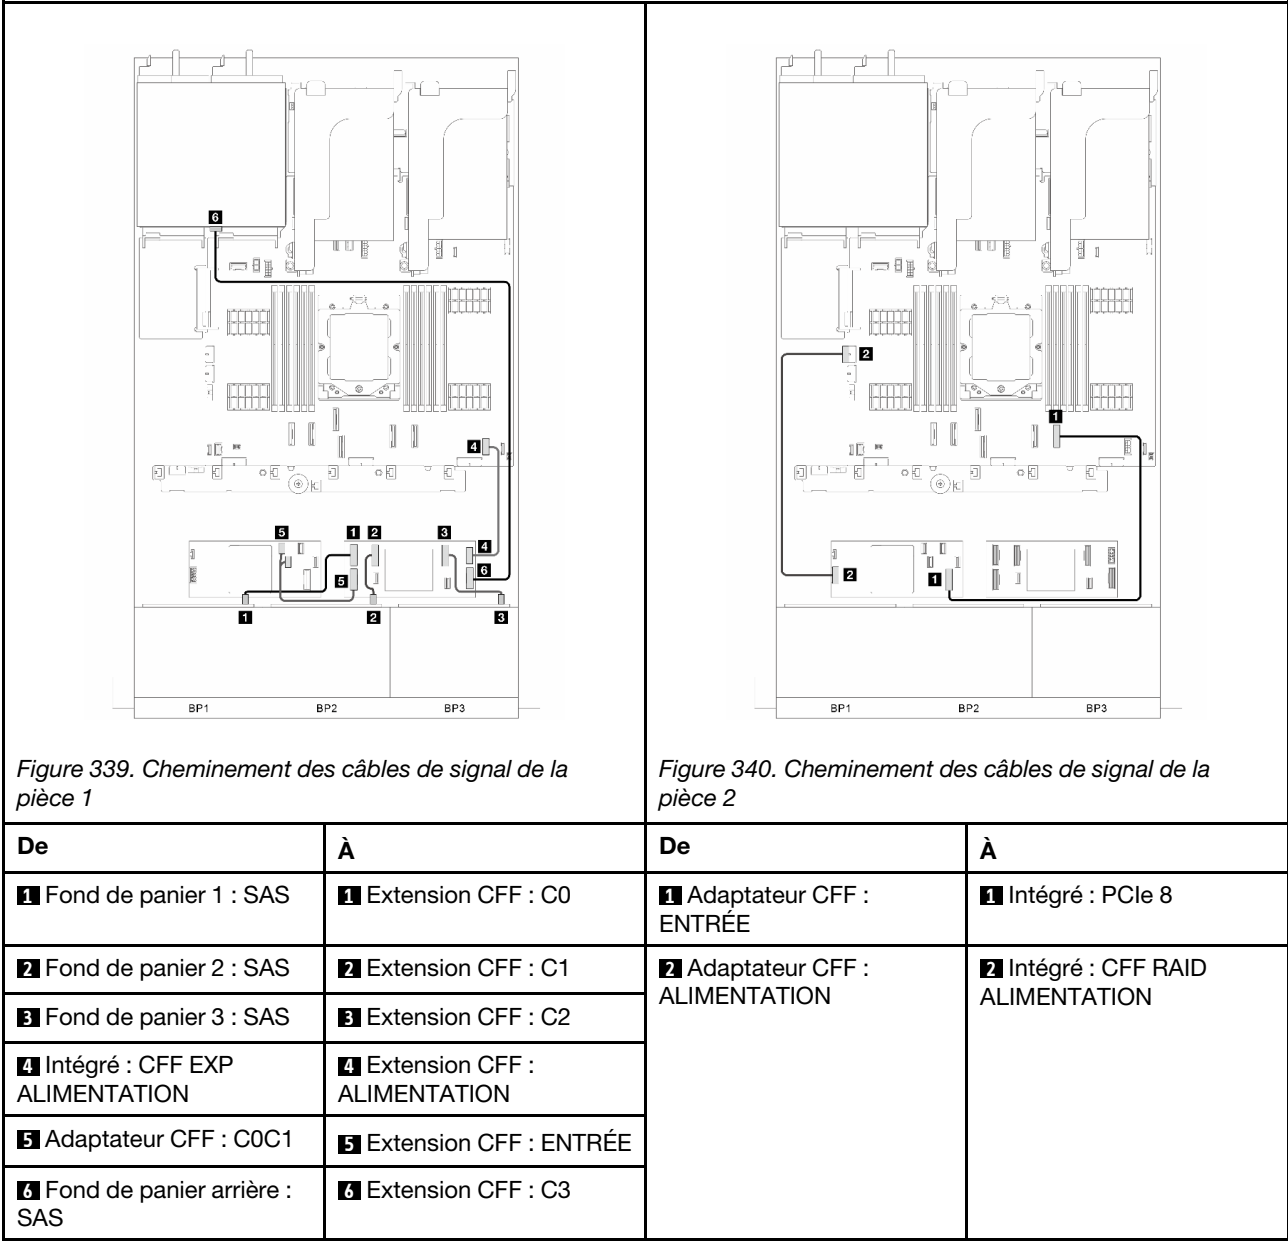 6
4
5
1
2
3
4
5
6
1
2
3
BP1
BP2
BP3
Figure 339. Cheminement des câbles de signal de la
pièce 1
2
1
2
1
BP1
BP2
BP3
Figure 340. Cheminement des câbles de signal de la
pièce 2
De
À
De
À
1 Fond de panier 1 : SAS
1 Extension CFF : C0
1 Adaptateur CFF :
ENTRÉE
1 Intégré : PCIe 8
2 Fond de panier 2 : SAS
2 Extension CFF : C1
2 Adaptateur CFF :
ALIMENTATION
2 Intégré : CFF RAID
ALIMENTATION
3 Fond de panier 3 : SAS
3 Extension CFF : C2
4 Intégré : CFF EXP
ALIMENTATION
4 Extension CFF :
ALIMENTATION
5 Adaptateur CFF : C0C1
5 Extension CFF : ENTRÉE
6 Fond de panier arrière :
SAS
6 Extension CFF : C3